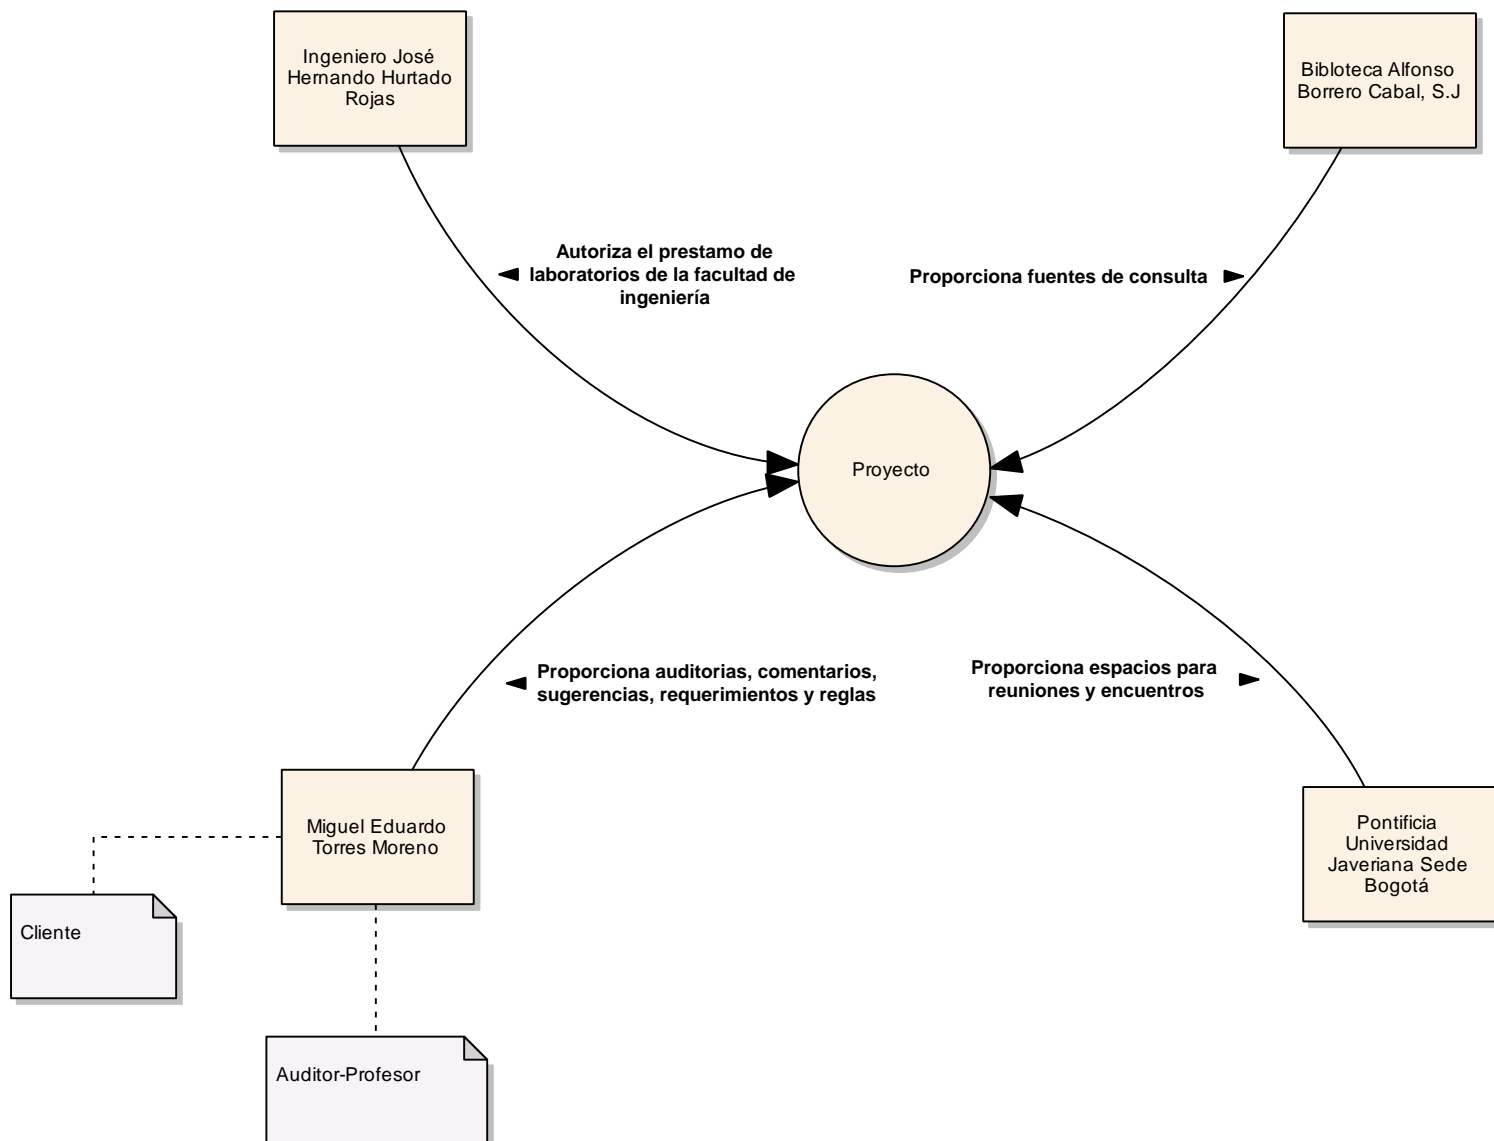 Ingeniero José
Hernando Hurtado
Rojas
Bibloteca Alfonso
Borrero Cabal, S.J
Autoriza el prestamo de
laboratorios de la facultad de
ingeniería
Proporciona fuentes de consulta
Proyecto
Proporciona auditorias, comentarios,
sugerencias, requerimientos y reglas
Proporciona espacios para
reuniones y encuentros
Miguel Eduardo
Torres Moreno
Pontificia
Universidad
Javeriana Sede
Bogotá
Cliente
Auditor-Profesor